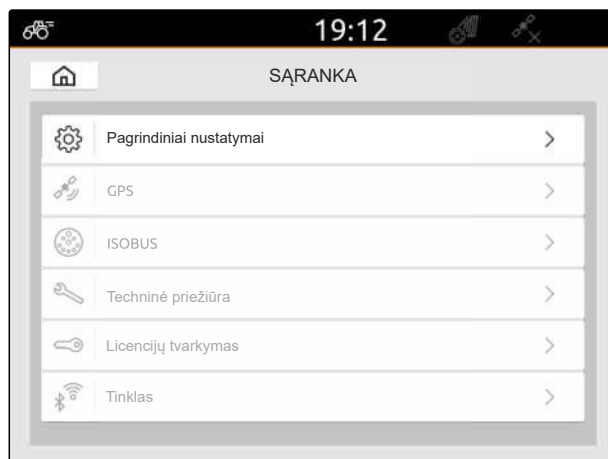 19:12
SĄRANKA
Pagrindiniai nustatymai
GPS
ISOBUS
Techninė priežiūra
Licencijų tvarkymas
Tinklas